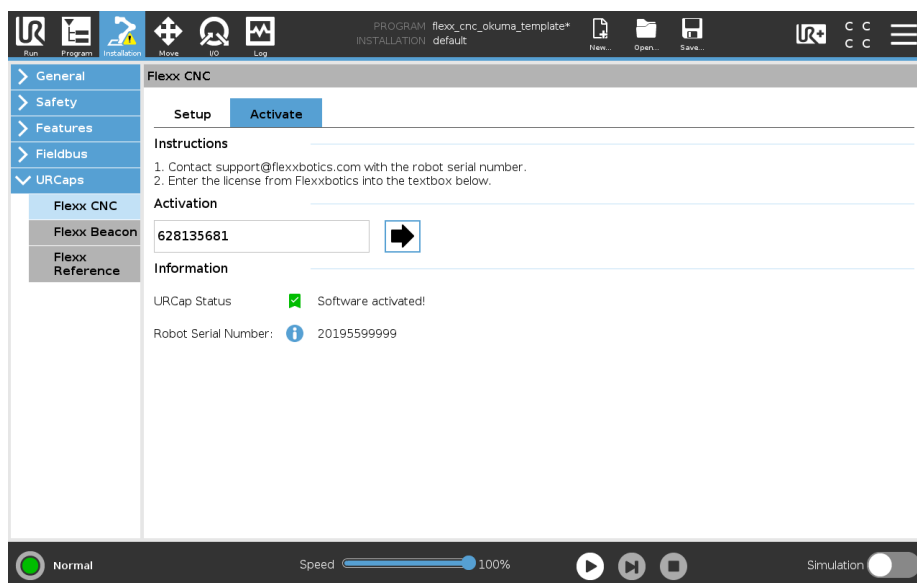 PROGRAM flexx_cnc_okuma_template*
INSTALLATION default
UR
Run
Program
Installation
Move
I/O
Log
New...
Open...
Save...
UR+
C C
C C
General
Safety
Features
Fieldbus
URCaps
Flexx CNC
Flexx Beacon
Flexx
Reference
Flexx CNC
Setup
Activate
Instructions
1. Contact support@flexxbotics.com with the robot serial number.
2. Enter the license from Flexxbotics into the textbox below.
Activation
628135681
Information
URCap Status
Software activated!
Robot Serial Number:
20195599999
Normal
Speed
100%
Simulation